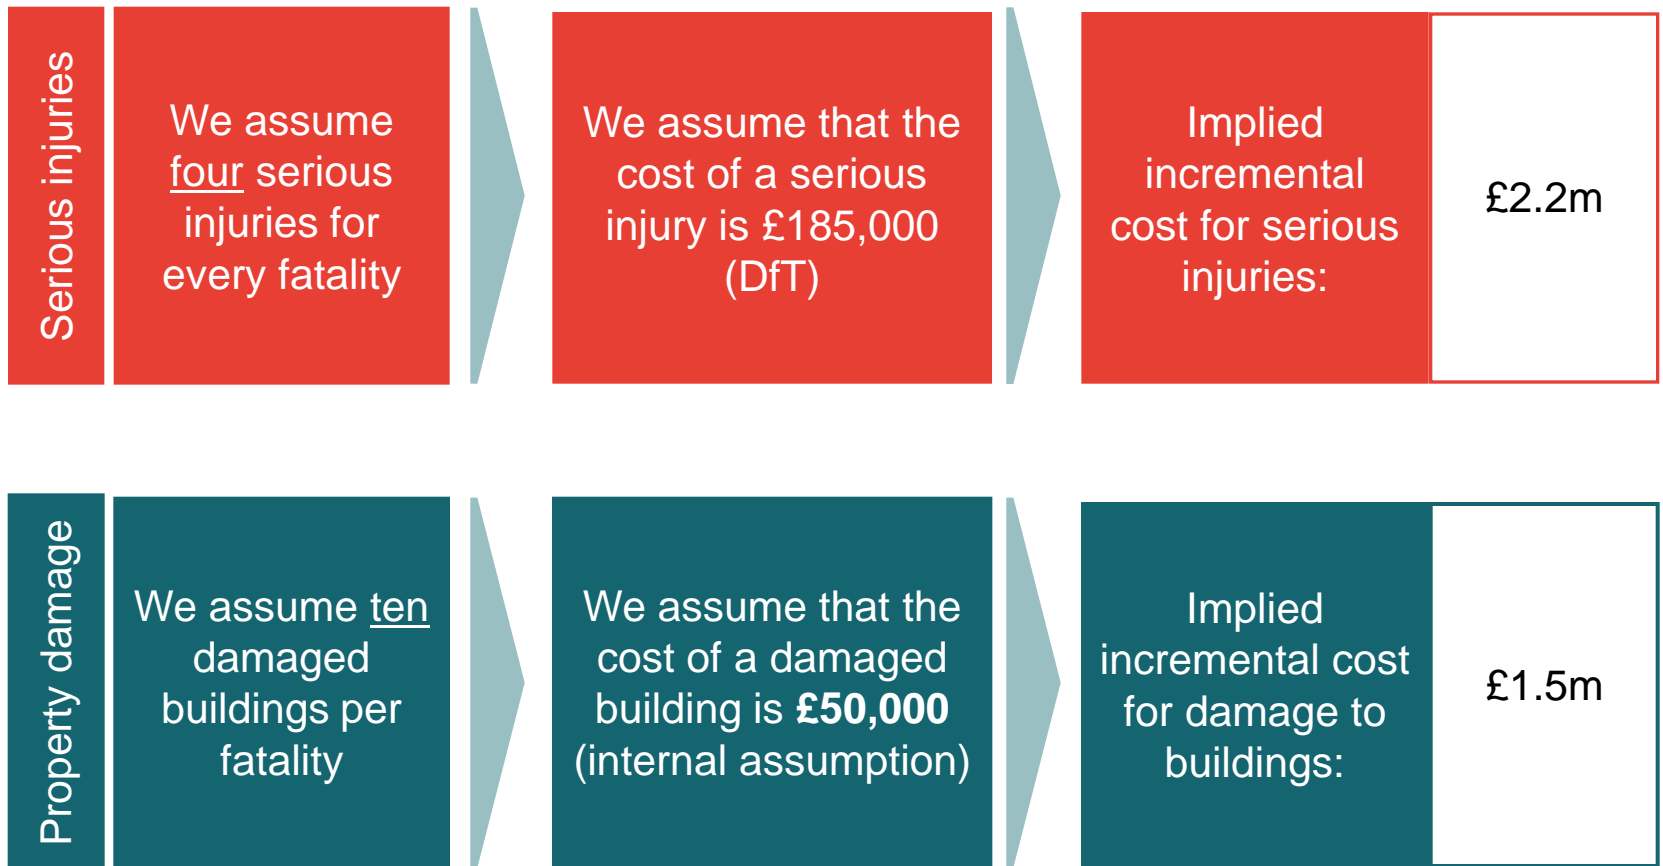 Serious injuries
We assume
four serious
injuries for
every fatality
We assume that the
cost of a serious
injury is £185,000
(DfT)
Implied
incremental
cost for serious
injuries:
£2.2m
Property damage
We assume ten
damaged
buildings per
fatality
We assume that the
cost of a damaged
building is £50,000
(internal assumption)
Implied
incremental cost
for damage to
buildings:
£1.5m